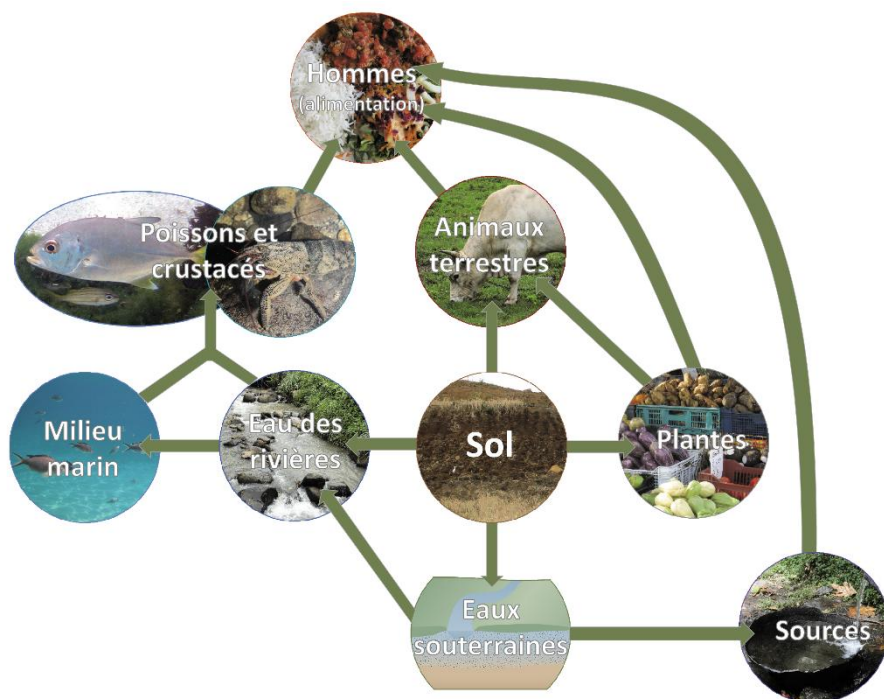 Hommes
(alimentation)
Poissons et
crustacés
Animaux
terrestres
Milieu
marin
Eau des
rivières
Sol
Plantes
Eaux
souterraines
Sources